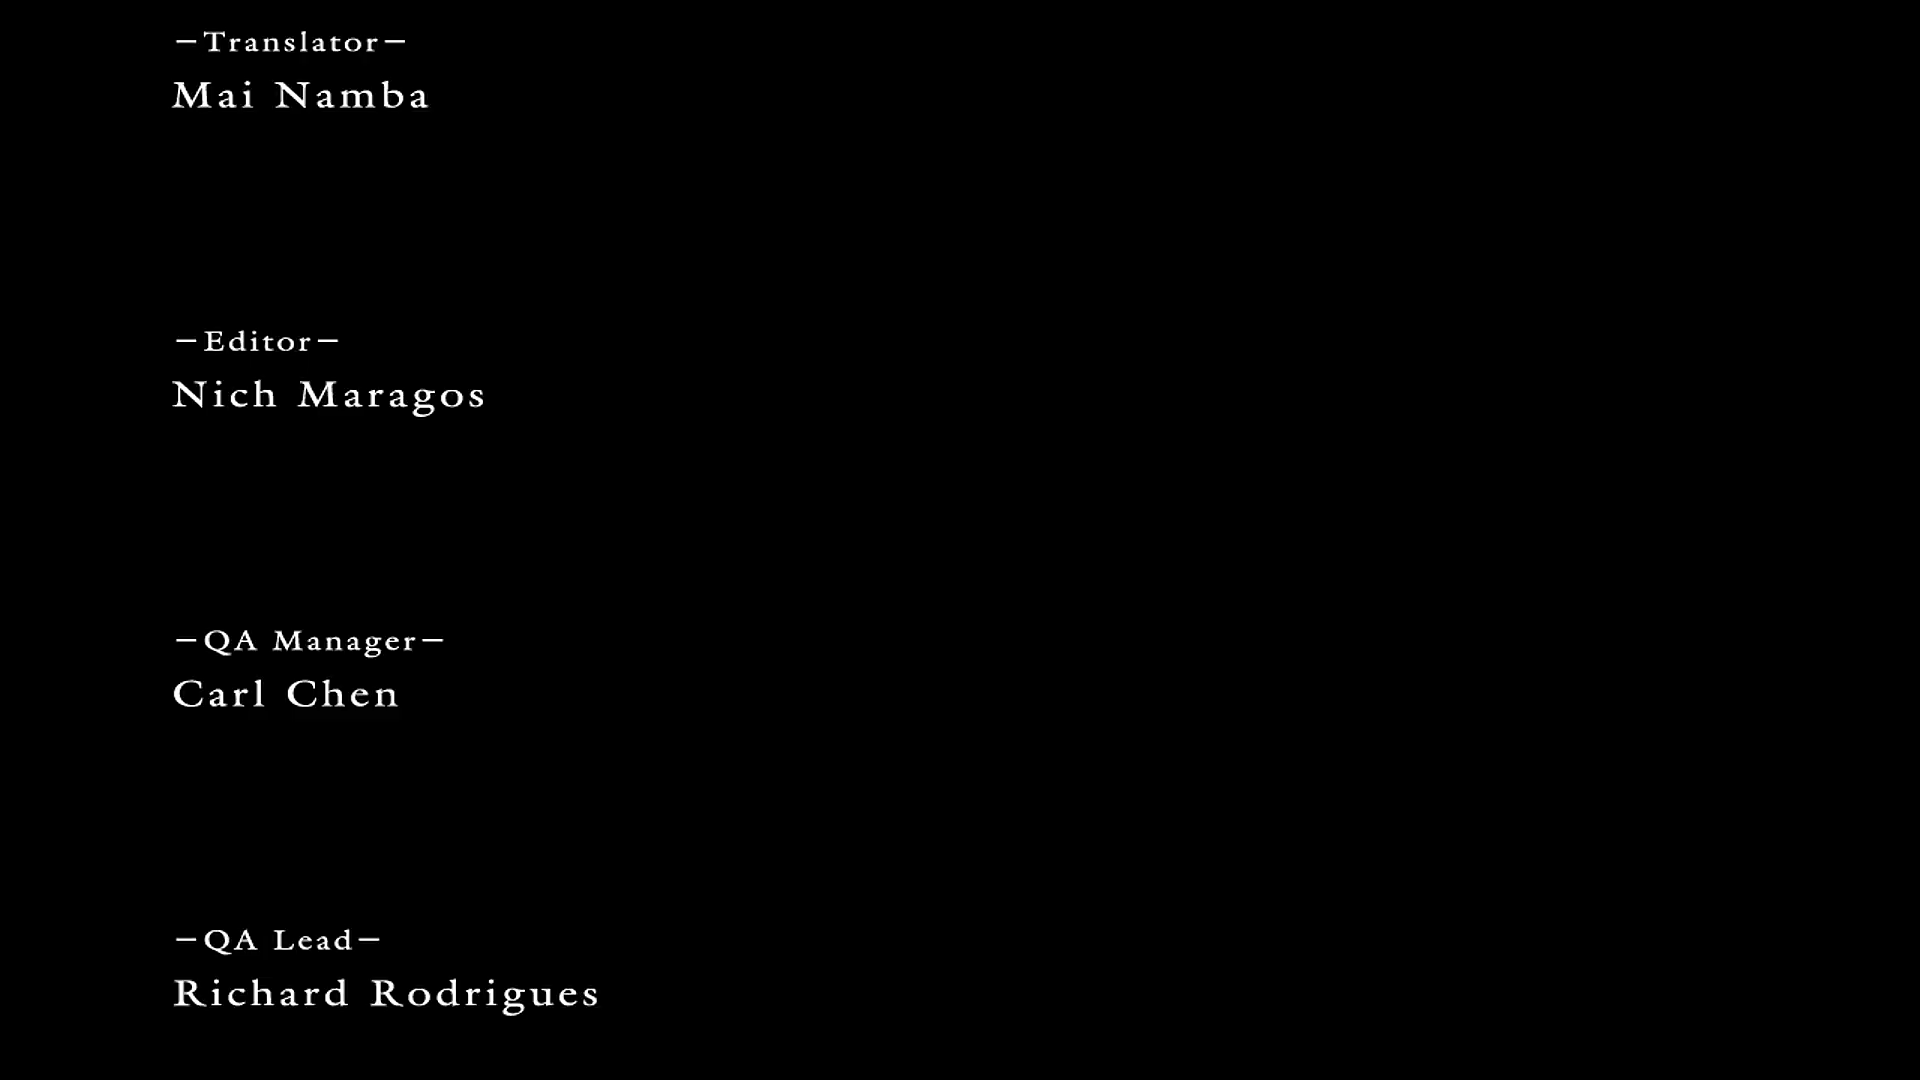 －Translator－
Mai Namba
－Editor－
Nich Maragos
－QA Manager－
Carl Chen
－QA Lead－
Richard Rodrigues